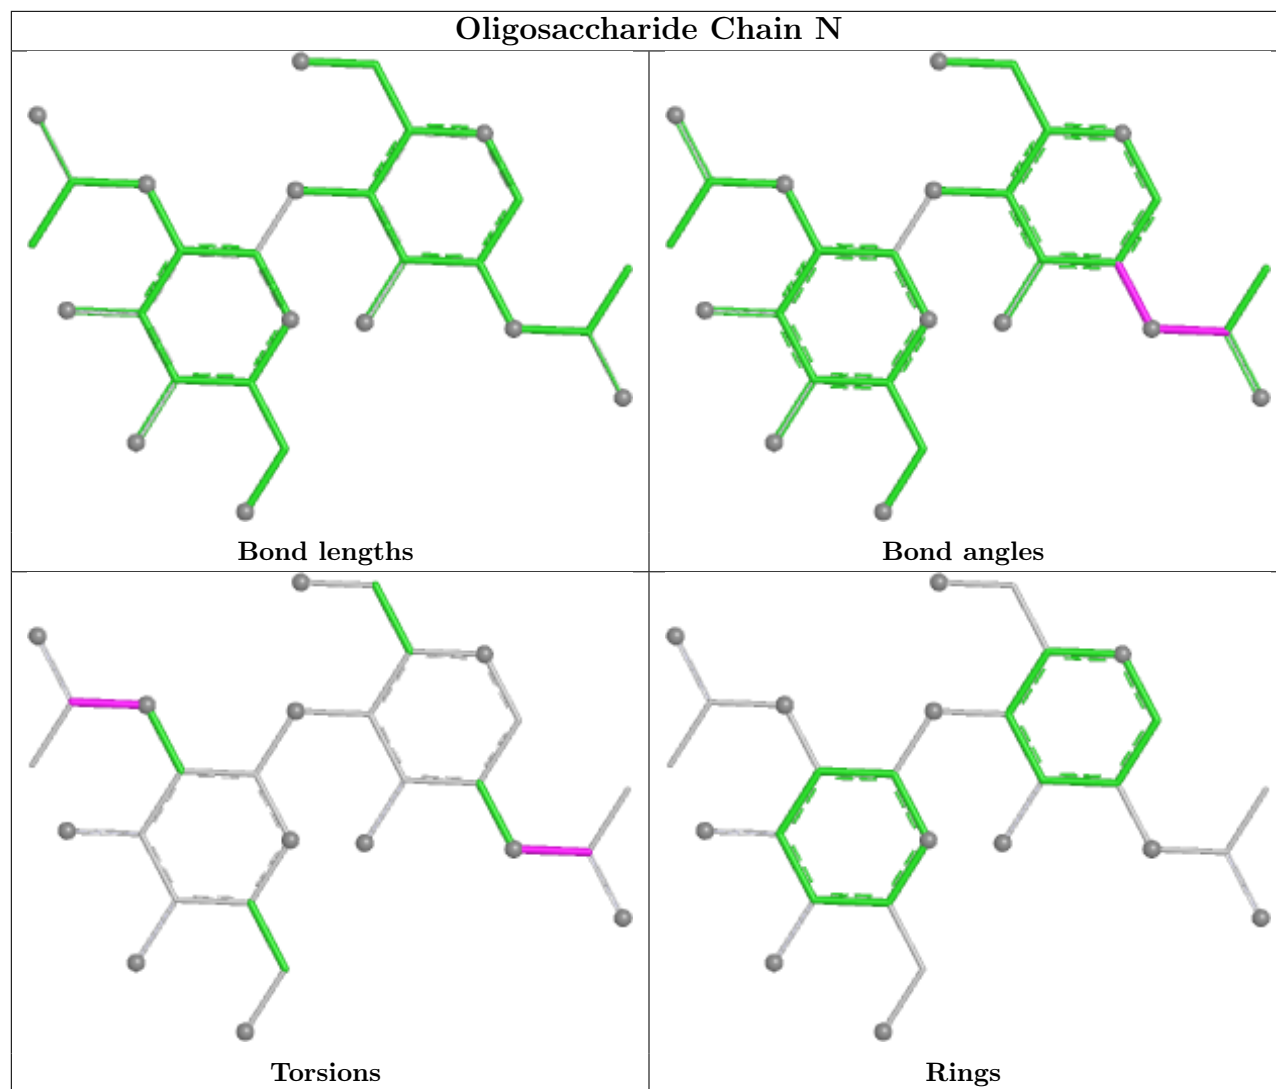 Oligosaccharide Chain N
Bond lengths
Bond angles
Torsions
Rings